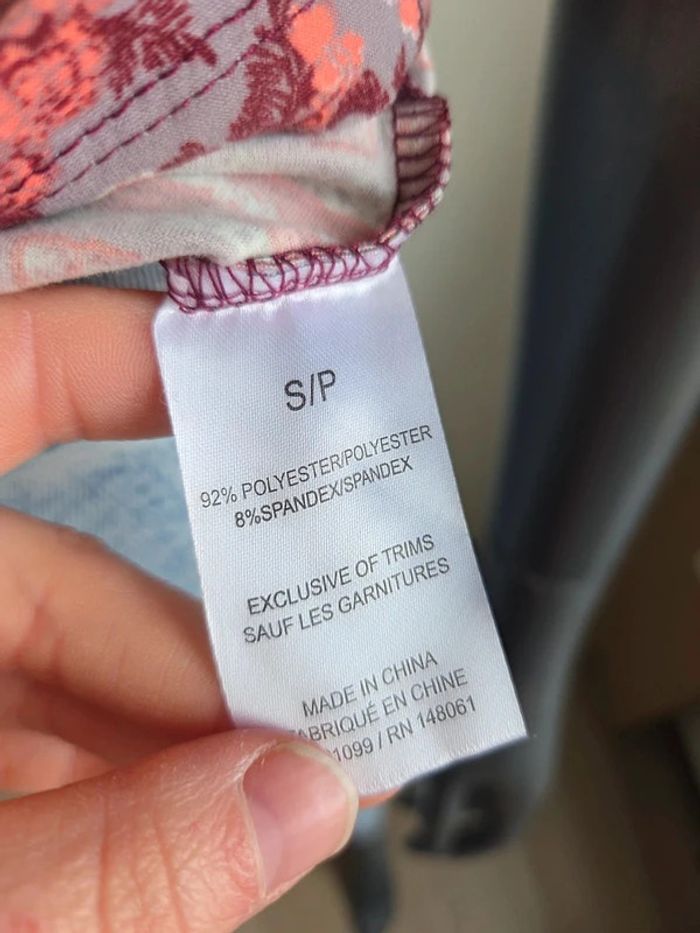 S/P
92% POLYESTER/POLYESTER
8%SPANDEX/SPANDEX
EXCLUSIVE OF TRIMS
SAUF LES GARNITURES
MADE IN CHINA
EN CHINE
/ RN 148061